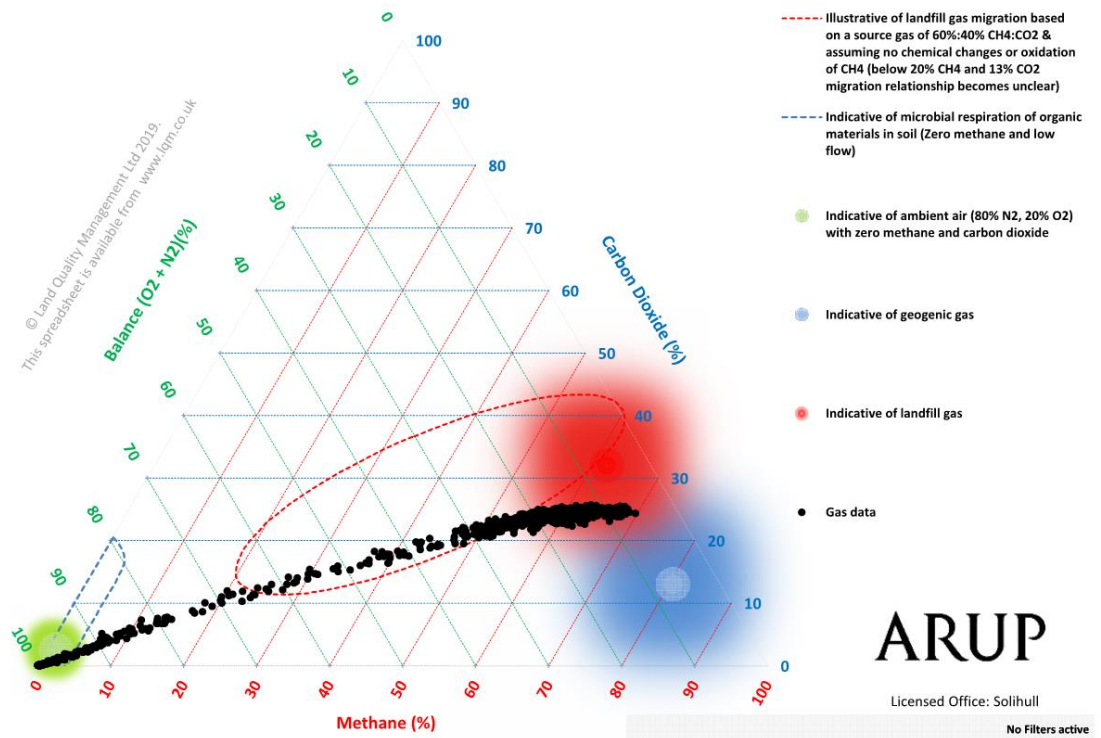 Illustrative of landfill gas migration based
on a source gas of 60%:40% CH4:CO2 &
assuming no chemical changes or oxidation
of CH4 (below 20% CH4 and 13% CO2
migration relationship becomes unclear)
Indicative of microbial respiration of organic
materials in soil (Zero methane and low
flow)
Indicative of ambient air (80% N2, 20% O2)
with zero methane and carbon dioxide
Indicative of geogenic gas
Indicative of landfill gas
Gas data
© Land Quality Management Ltd 2019.
This spreadsheet is available from www.lqm.co.uk
Balance (O2 + N2)(%)
0
10
20
30
40
50
60
70
80
90
100
Carbon Dioxide (%)
100
90
80
70
60
50
40
30
20
10
0
0
10
20
30
40
50
60
70
80
90
100
Methane (%)
ARUP
Licensed Office: Solihull
No Filters active